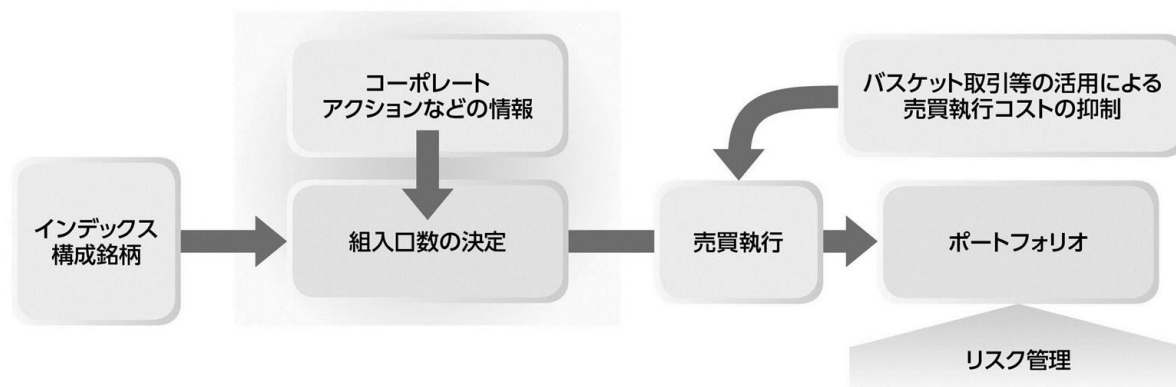 コーポレート
アクションなどの情報
バスケット取引等の活用による
売買執行コストの抑制
インデックス
構成銘柄
組入口数の決定
売買執行
ポートフォリオ
リスク管理